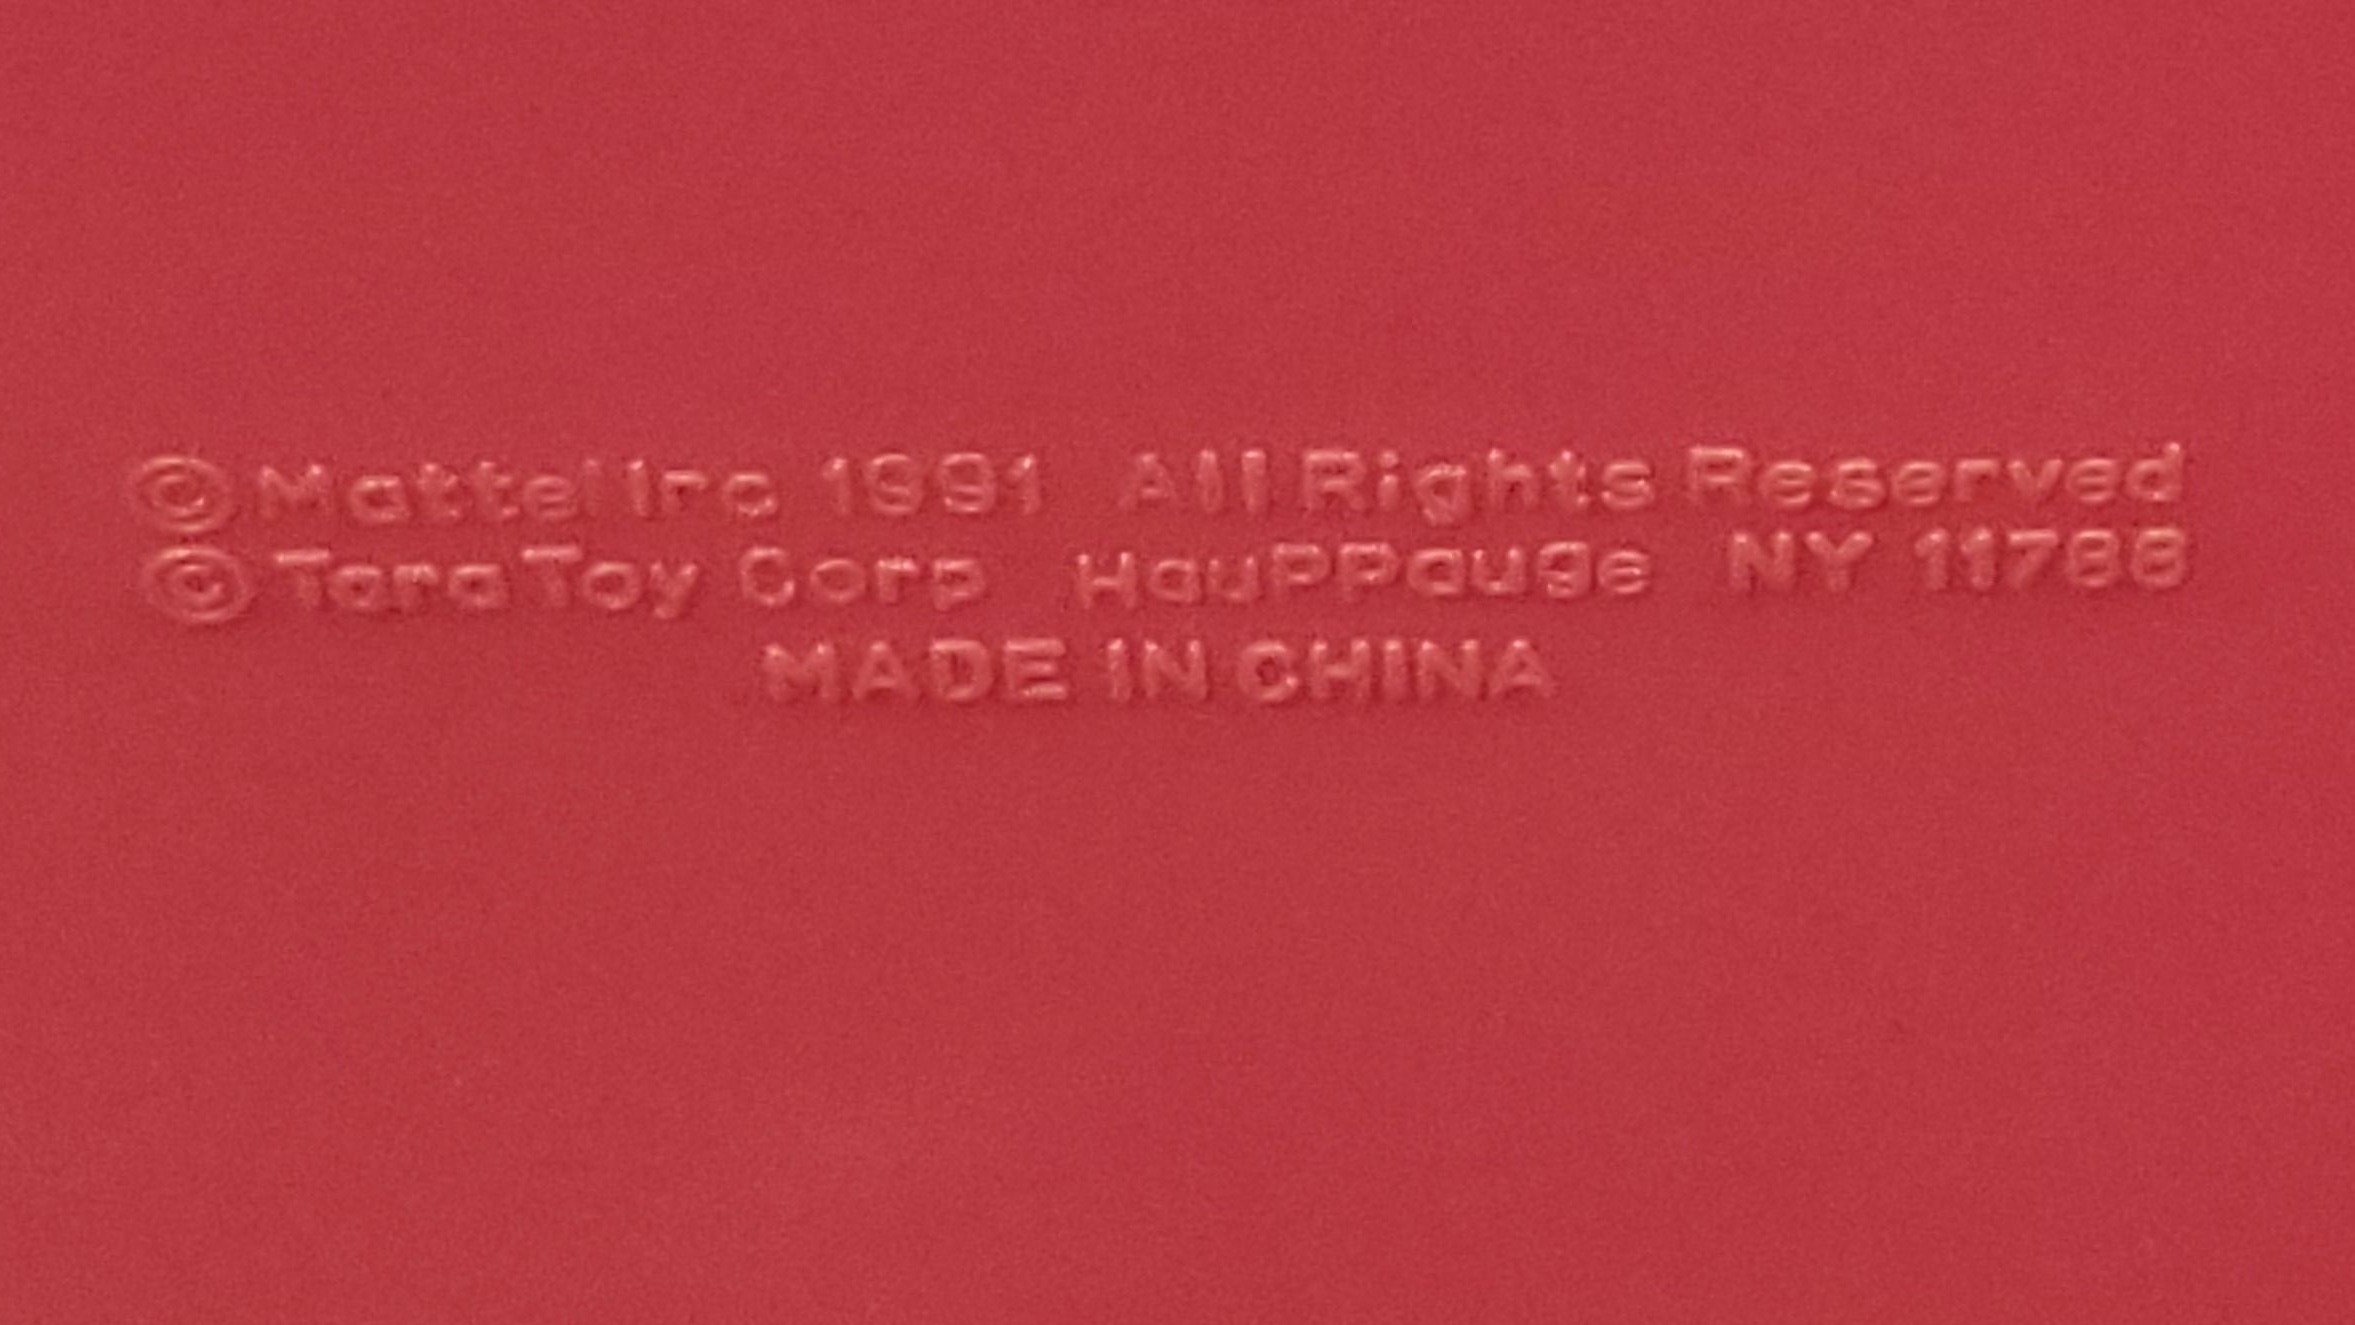 ©Mattel Inc 1991 All Rights Reserved
©Tara Toy Corp HauPPauge NY 11788
MADE IN CHINA